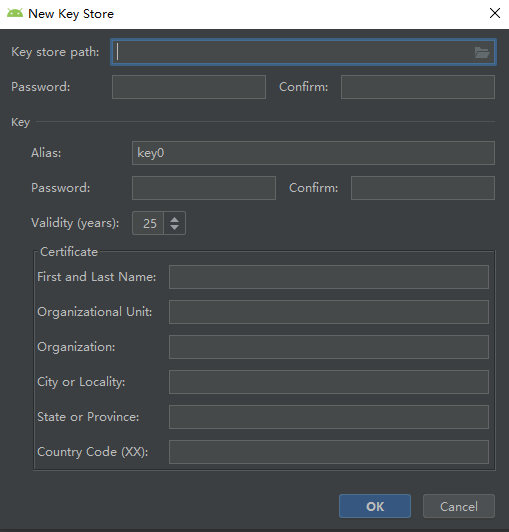 New Key Store
Key store path:
Password: Confirm:
Key
Alias: key0
Password: Confirm:
Validity (years): 25
Certificate
First and Last Name:
Organizational Unit:
Organization:
City or Locality:
State or Province:
Country Code (XX):
OK Cancel